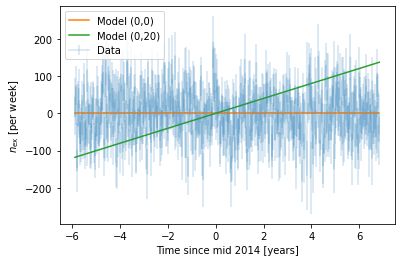 Model (0,0)
Model (0,20)
Data
200
100
0
−100
−200
n_ex [per week]
−6 −4 −2 0 2 4 6
Time since mid 2014 [years]